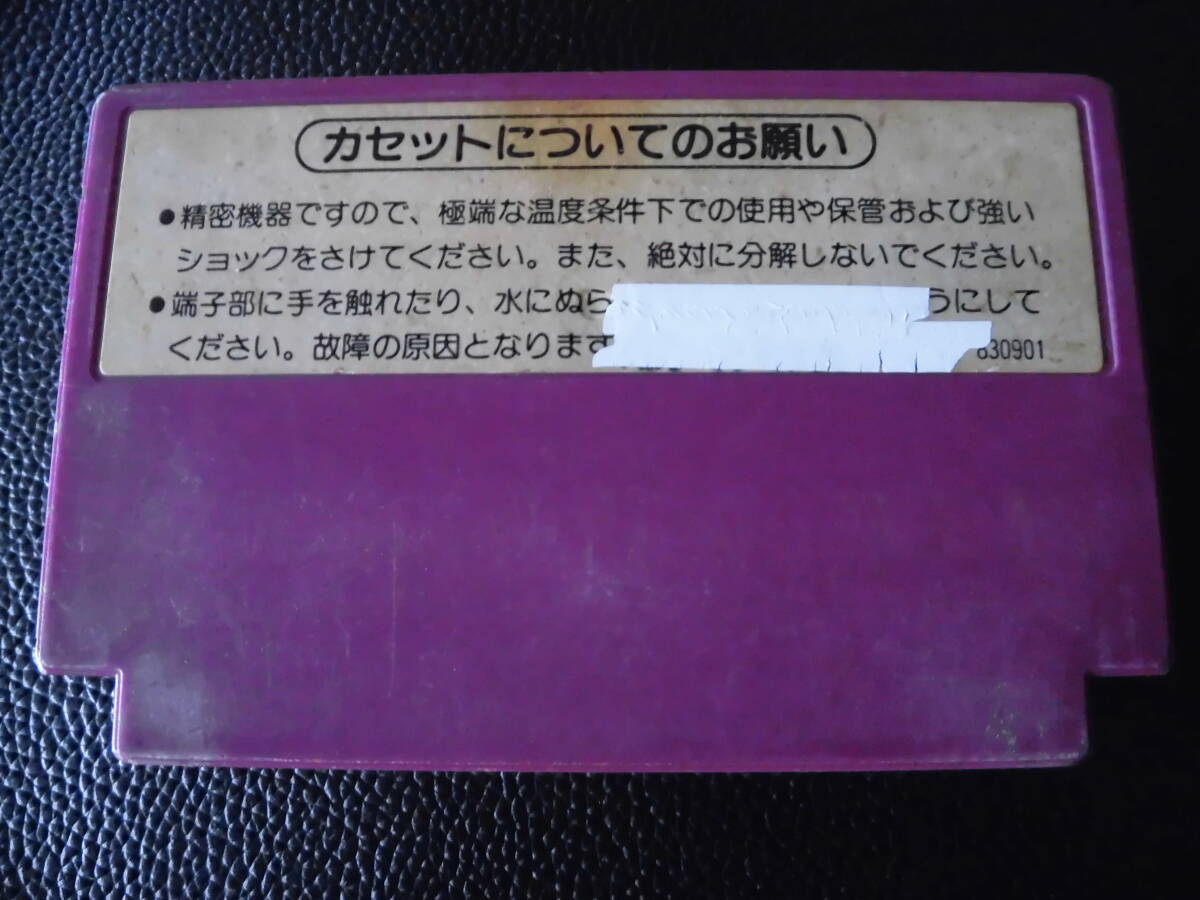 カセットについてのお願い
●精密機器ですので、極端な温度条件下での使用や保管および強い
ショックをさけてください。また、絶対に分解しないでください。
●端子部に手を触れたり、水にぬら うにして
ください。故障の原因となります 830901